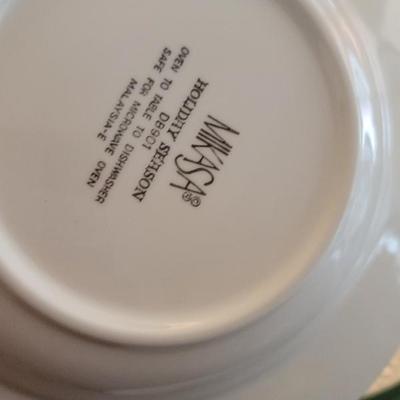 MIKASA©
HOLIDAY SEASON
DB901
OVEN TO TABLE TO DISHWASHER
SAFE FOR MICROWAVE OVEN
MALAYSIA-E